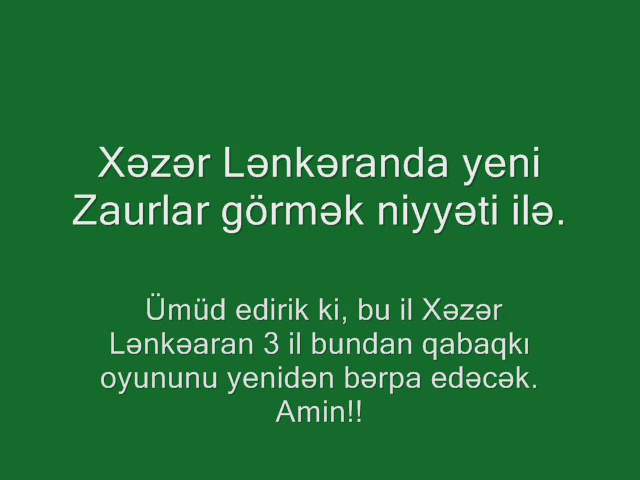 Xəzər Lənkəranda yeni
Zaurlar görmək niyyəti ilə.
Ümüd edirik ki, bu il Xəzər
Lənkəaran 3 il bundan qabaqkı
oyununu yenidən bərpa edəcək.
Amin!!